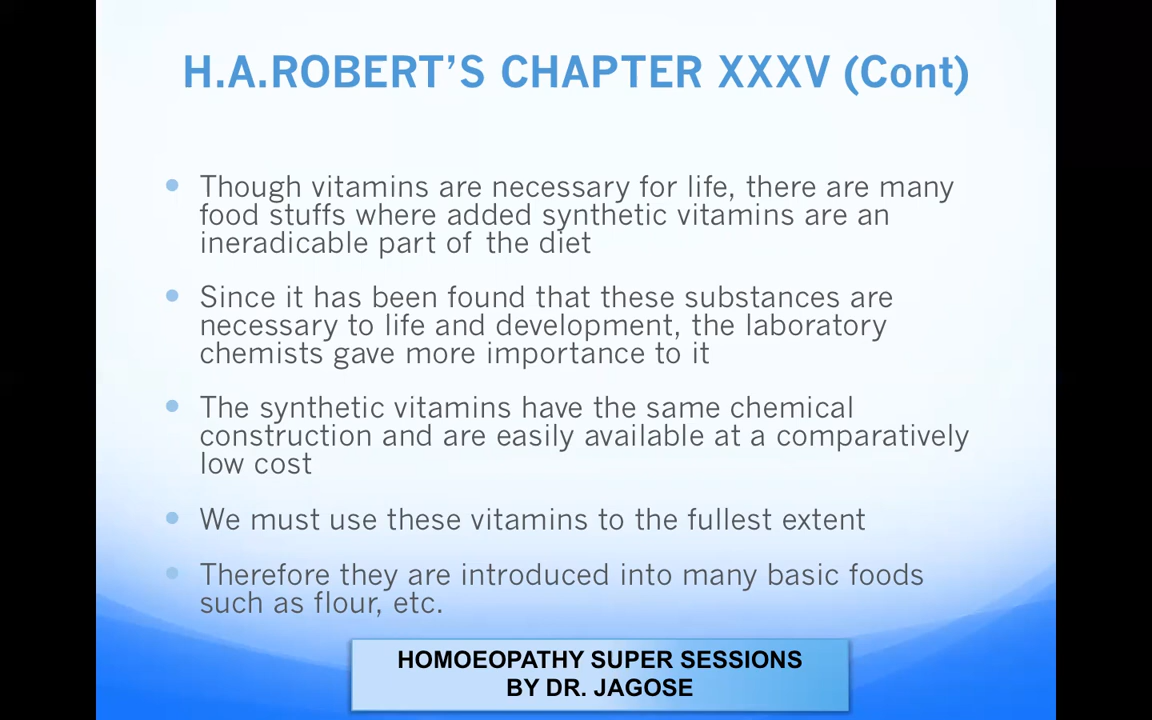 H.A.ROBERT'S CHAPTER XXXV (Cont)
• Though vitamins are necessary for life, there are many
food stuffs where added synthetic vitamins are an
ineradicable part of the diet
• Since it has been found that these substances are
necessary to life and development, the laboratory
chemists gave more importance to it
• The synthetic vitamins have the same chemical
construction and are easily available at a comparatively
low cost
• We must use these vitamins to the fullest extent
• Therefore they are introduced into many basic foods
such as flour, etc.
HOMOEOPATHY SUPER SESSIONS
BY DR. JAGOSE